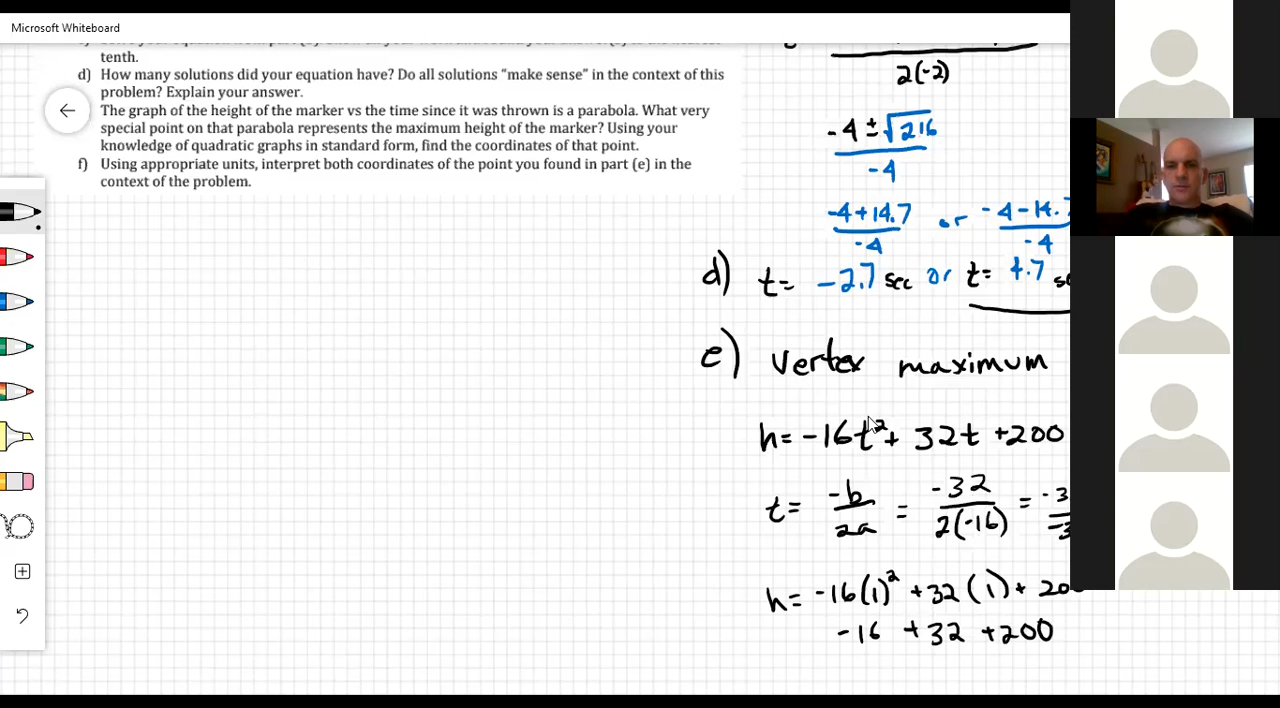 Microsoft Whiteboard
tenth.
d) How many solutions did your equation have? Do all solutions "make sense" in the context of this
problem? Explain your answer.
The graph of the height of the marker vs the time since it was thrown is a parabola. What very
special point on that parabola represents the maximum height of the marker? Using your
knowledge of quadratic graphs in standard form, find the coordinates of that point.
f) Using appropriate units, interpret both coordinates of the point you found in part (e) in the
context of the problem.
2(-2)
-4 ± √216
-4
-4+14.7 or -4-14.7
-4 -4
d) t= -2.7 sec or t= 4.7
e) vertex maximum
h= -16t²+ 32t +200
t= -b/2a = -32/2(-16) =
h= -16(1)² +32(1)+
-16 +32 +200